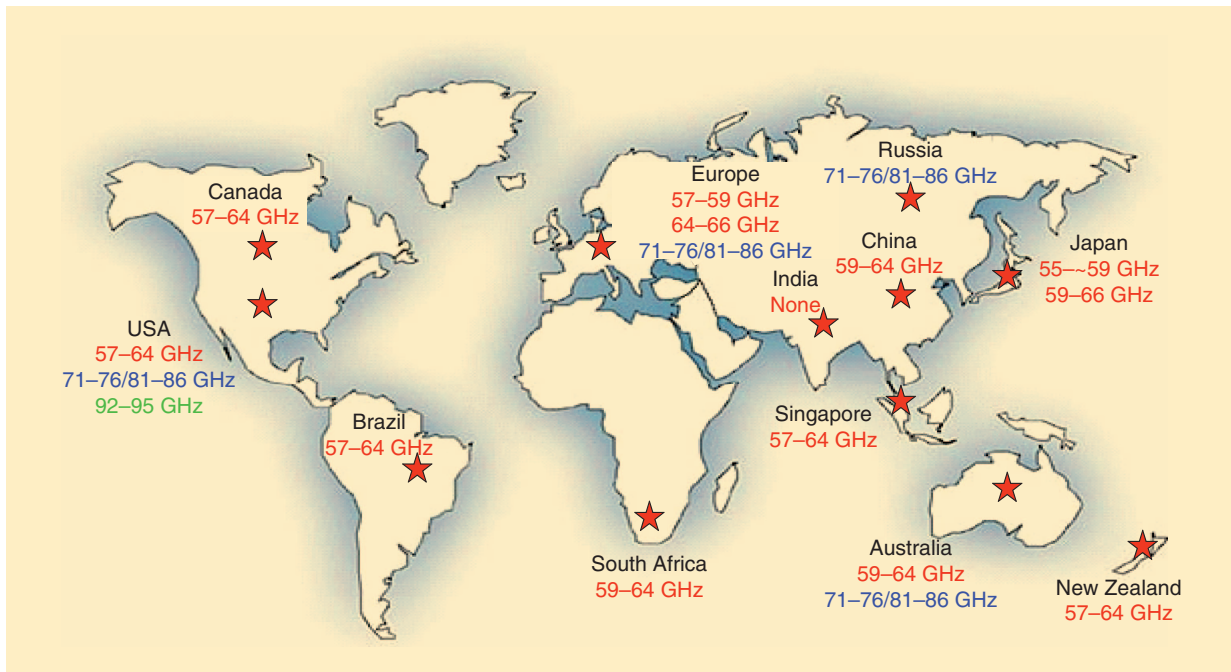 Canada
57–64 GHz
USA
57–64 GHz
71–76/81–86 GHz
92–95 GHz
Brazil
57–64 GHz
Europe
57–59 GHz
64–66 GHz
71–76/81–86 GHz
South Africa
59–64 GHz
Russia
71–76/81–86 GHz
China
59–64 GHz
India
None
Japan
55–~59 GHz
59–66 GHz
Singapore
57–64 GHz
Australia
59–64 GHz
71–76/81–86 GHz
New Zealand
57–64 GHz